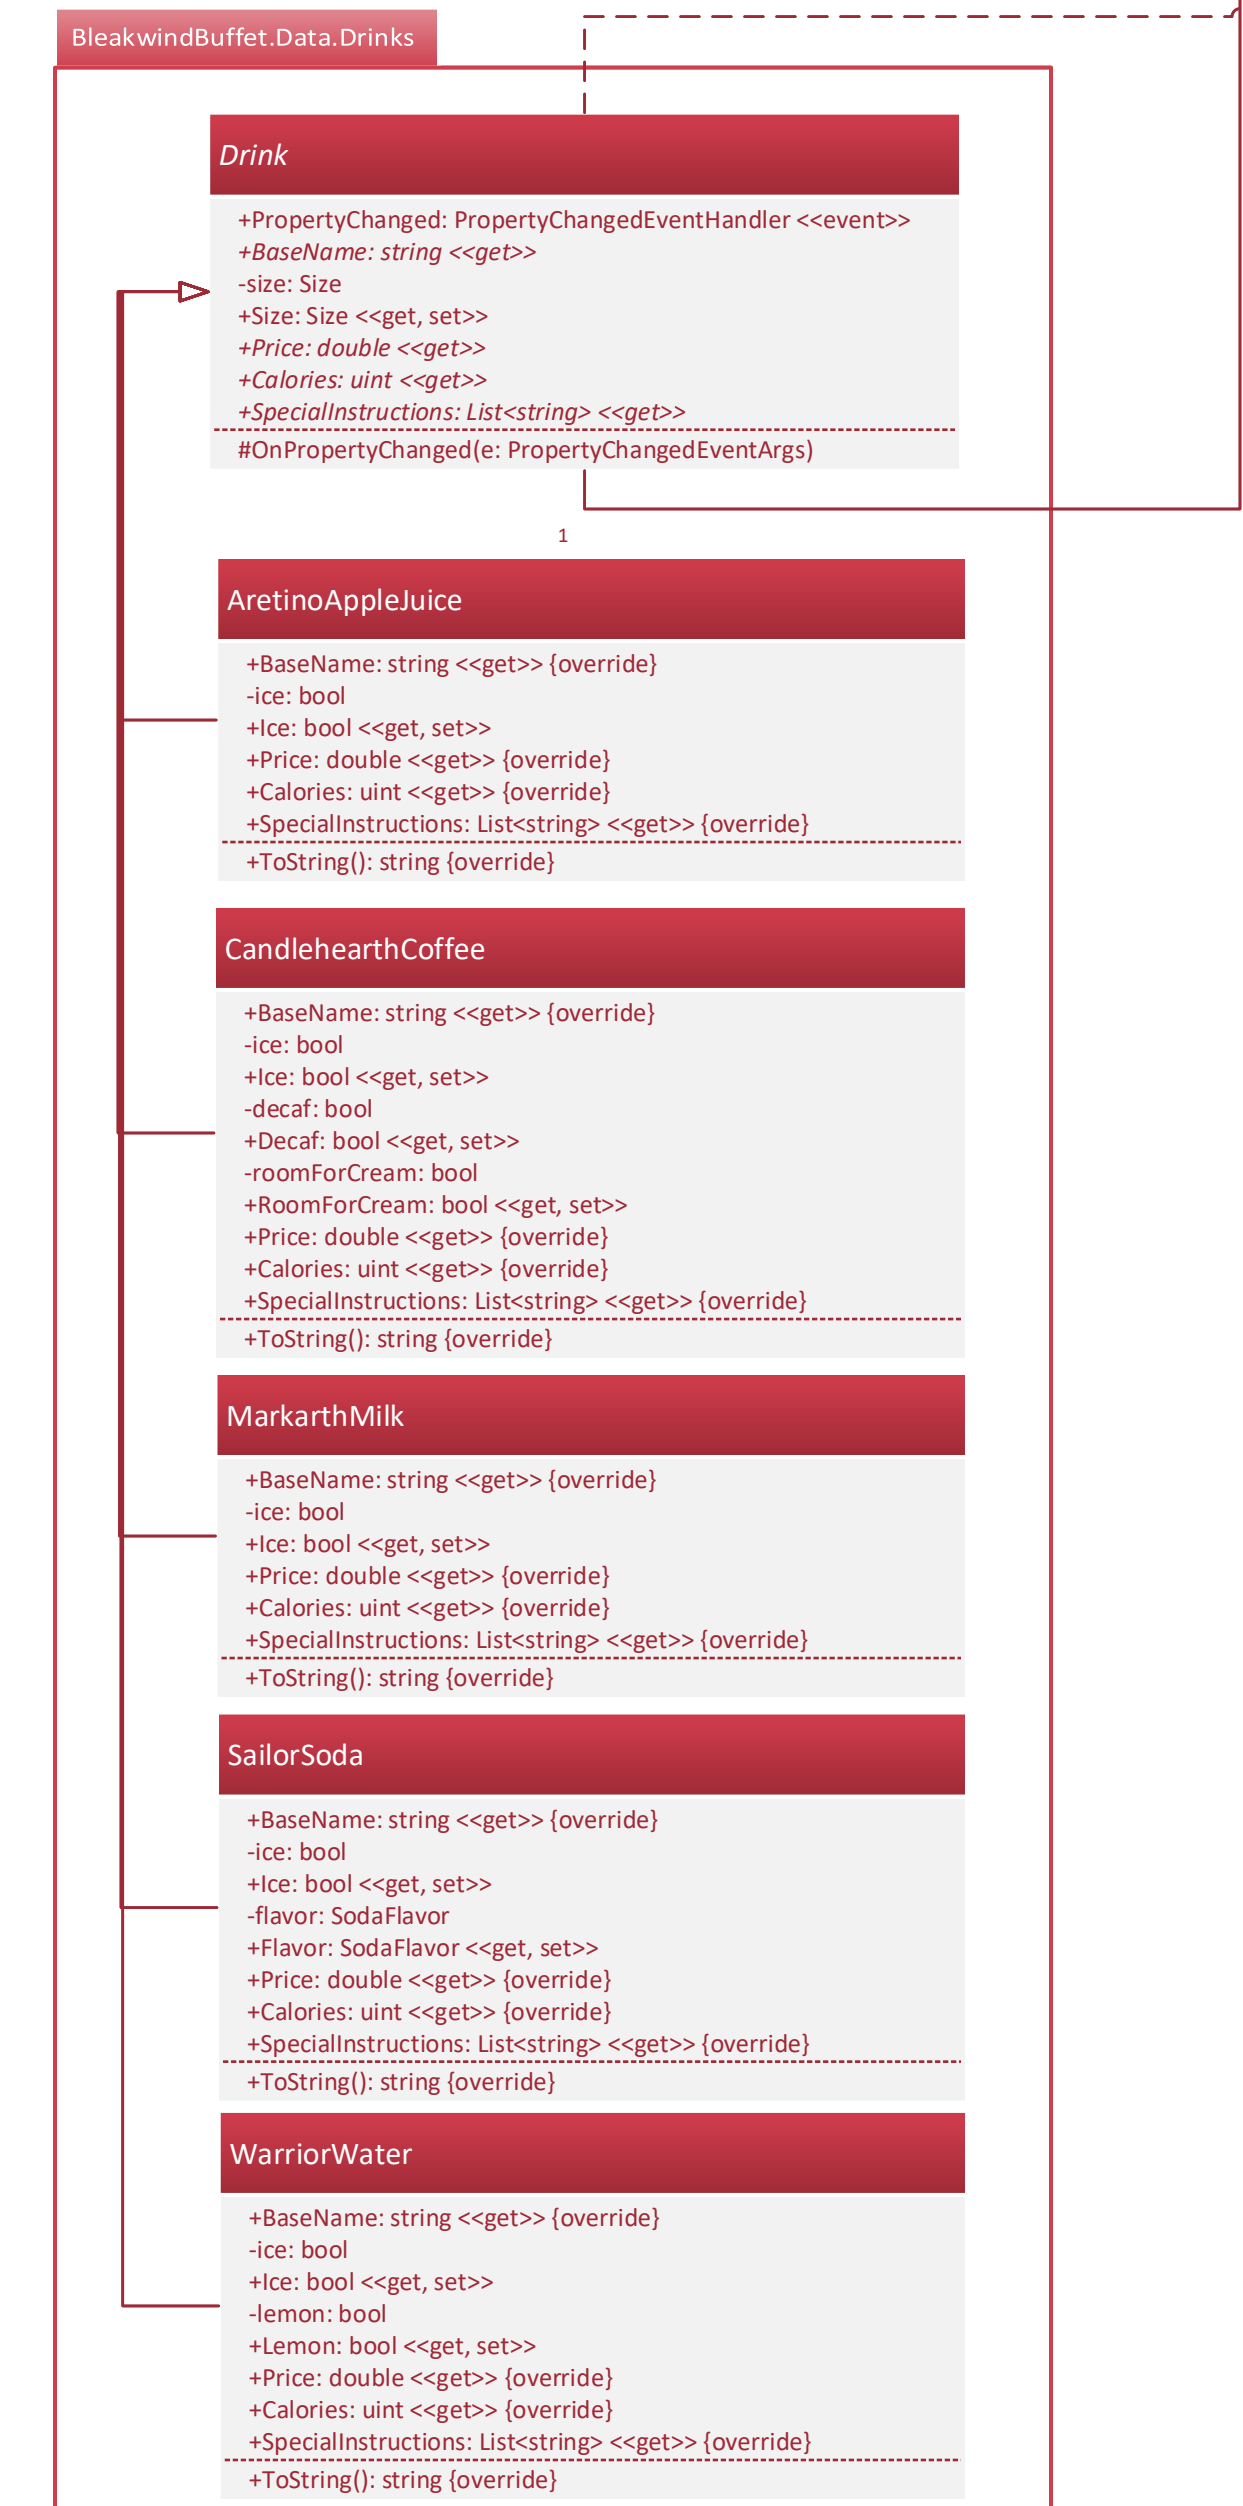 BleakwindBuffet.Data.Drinks
Drink
+PropertyChanged: PropertyChangedEventHandler <<event>>
+BaseName: string <<get>>
-size: Size
+Size: Size <<get, set>>
+Price: double <<get>>
+Calories: uint <<get>>
+SpecialInstructions: List<string> <<get>>
#OnPropertyChanged(e: PropertyChangedEventArgs)
1
AretinoAppleJuice
+BaseName: string <<get>> {override}
-ice: bool
+Ice: bool <<get, set>>
+Price: double <<get>> {override}
+Calories: uint <<get>> {override}
+SpecialInstructions: List<string> <<get>> {override}
+ToString(): string {override}
CandlehearthCoffee
+BaseName: string <<get>> {override}
-ice: bool
+Ice: bool <<get, set>>
-decaf: bool
+Decaf: bool <<get, set>>
-roomForCream: bool
+RoomForCream: bool <<get, set>>
+Price: double <<get>> {override}
+Calories: uint <<get>> {override}
+SpecialInstructions: List<string> <<get>> {override}
+ToString(): string {override}
MarkarthMilk
+BaseName: string <<get>> {override}
-ice: bool
+Ice: bool <<get, set>>
+Price: double <<get>> {override}
+Calories: uint <<get>> {override}
+SpecialInstructions: List<string> <<get>> {override}
+ToString(): string {override}
SailorSoda
+BaseName: string <<get>> {override}
-ice: bool
+Ice: bool <<get, set>>
-flavor: SodaFlavor
+Flavor: SodaFlavor <<get, set>>
+Price: double <<get>> {override}
+Calories: uint <<get>> {override}
+SpecialInstructions: List<string> <<get>> {override}
+ToString(): string {override}
WarriorWater
+BaseName: string <<get>> {override}
-ice: bool
+Ice: bool <<get, set>>
-lemon: bool
+Lemon: bool <<get, set>>
+Price: double <<get>> {override}
+Calories: uint <<get>> {override}
+SpecialInstructions: List<string> <<get>> {override}
+ToString(): string {override}